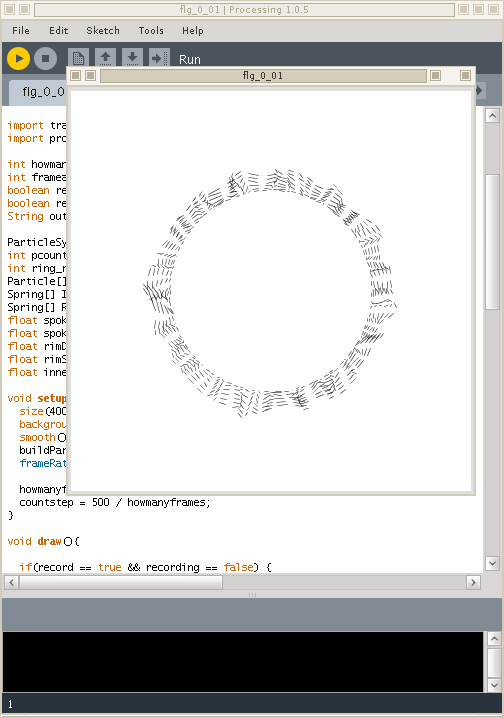 flg_0_01 | Processing 1.0.5
File Edit Sketch Tools Help
Run
flg_0_01
flg_0_0
import tra
import pro
int howman
int framea
boolean re
boolean re
String out
ParticleSy
int pcount
int ring_r
Particle[]
Spring[] I
Spring[] R
float spok
float spok
float rimD
float rimS
float inne
void setup
size(400
backgrou
smooth()
buildPar
frameRat
howmanyf
countstep = 500 / howmanyframes;
}
void draw(){
if(record == true && recording == false) {
1